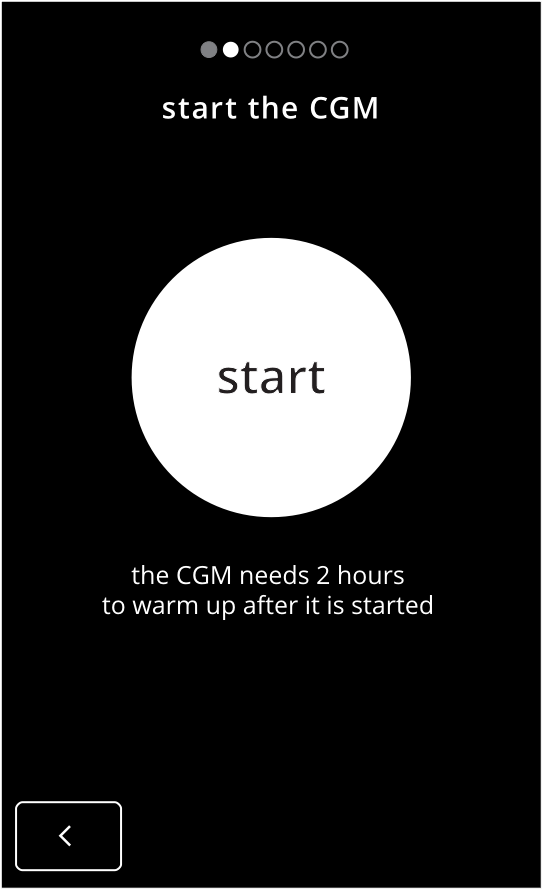 start the CGM
start
the CGM needs 2 hours
to warm up after it is started